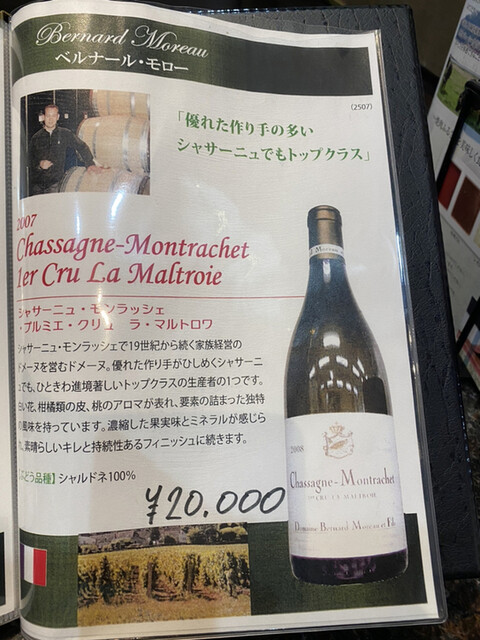 Bernard Moreau
ベルナール・モロー
(2507)
「優れた作り手の多い
シャサーニュでもトップクラス」
2007
Chassagne-Montrachet
1er Cru La Maltroie
シャサーニュ・モンラッシェ
・プルミエ・クリュ ラ・マルトロワ
シャサーニュ・モンラッシェで19世紀から続く家族経営の
ドメーヌを営むドメーヌ。優れた作り手がひしめくシャサーニ
ュでも、ひときわ進境著しいトップクラスの生産者の1つです。
白い花、柑橘類の皮、桃のアロマが表れ、要素の詰まった独特
の風味を持っています。濃縮した果実味とミネラルが感じら
れ、素晴らしいキレと持続性あるフィニッシュに続きます。
ぶどう品種】シャルドネ100%
¥20.000
2008
Chassagne-Montrachet
1ER CRU LA MALTROIE
Domaine Bernard Moreau et Fils